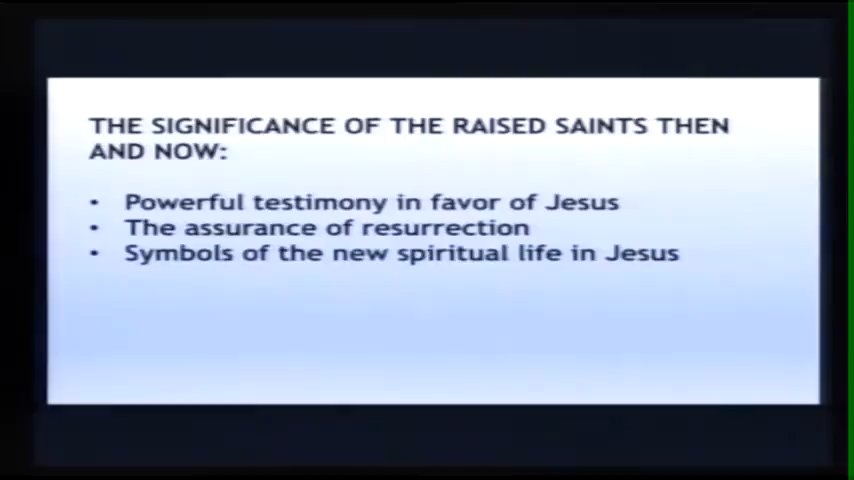 THE SIGNIFICANCE OF THE RAISED SAINTS THEN
AND NOW:
• Powerful testimony in favor of Jesus
• The assurance of resurrection
• Symbols of the new spiritual life in Jesus